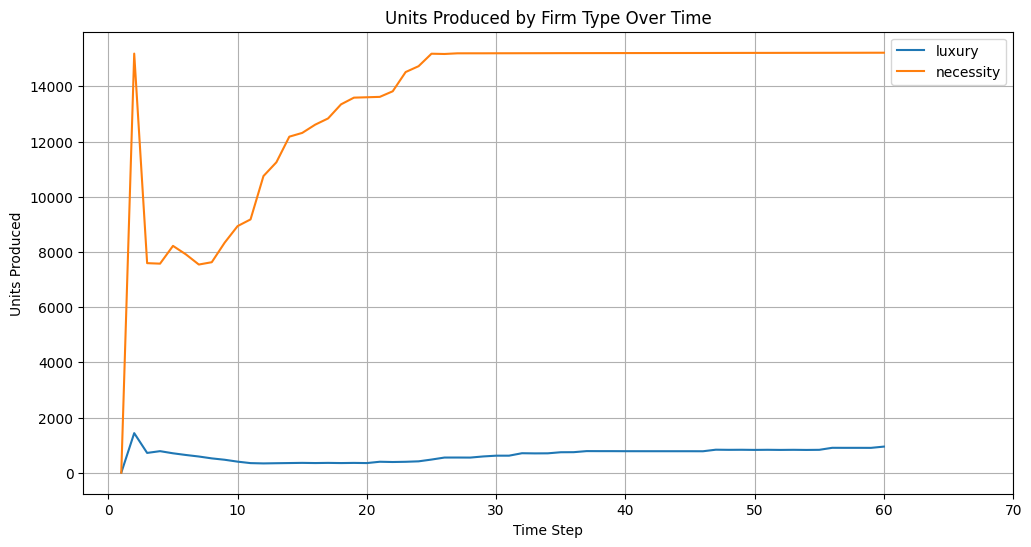 Units Produced by Firm Type Over Time
luxury
necessity
Units Produced
14000
12000
10000
8000
6000
4000
2000
0
0 10 20 30 40 50 60 70
Time Step